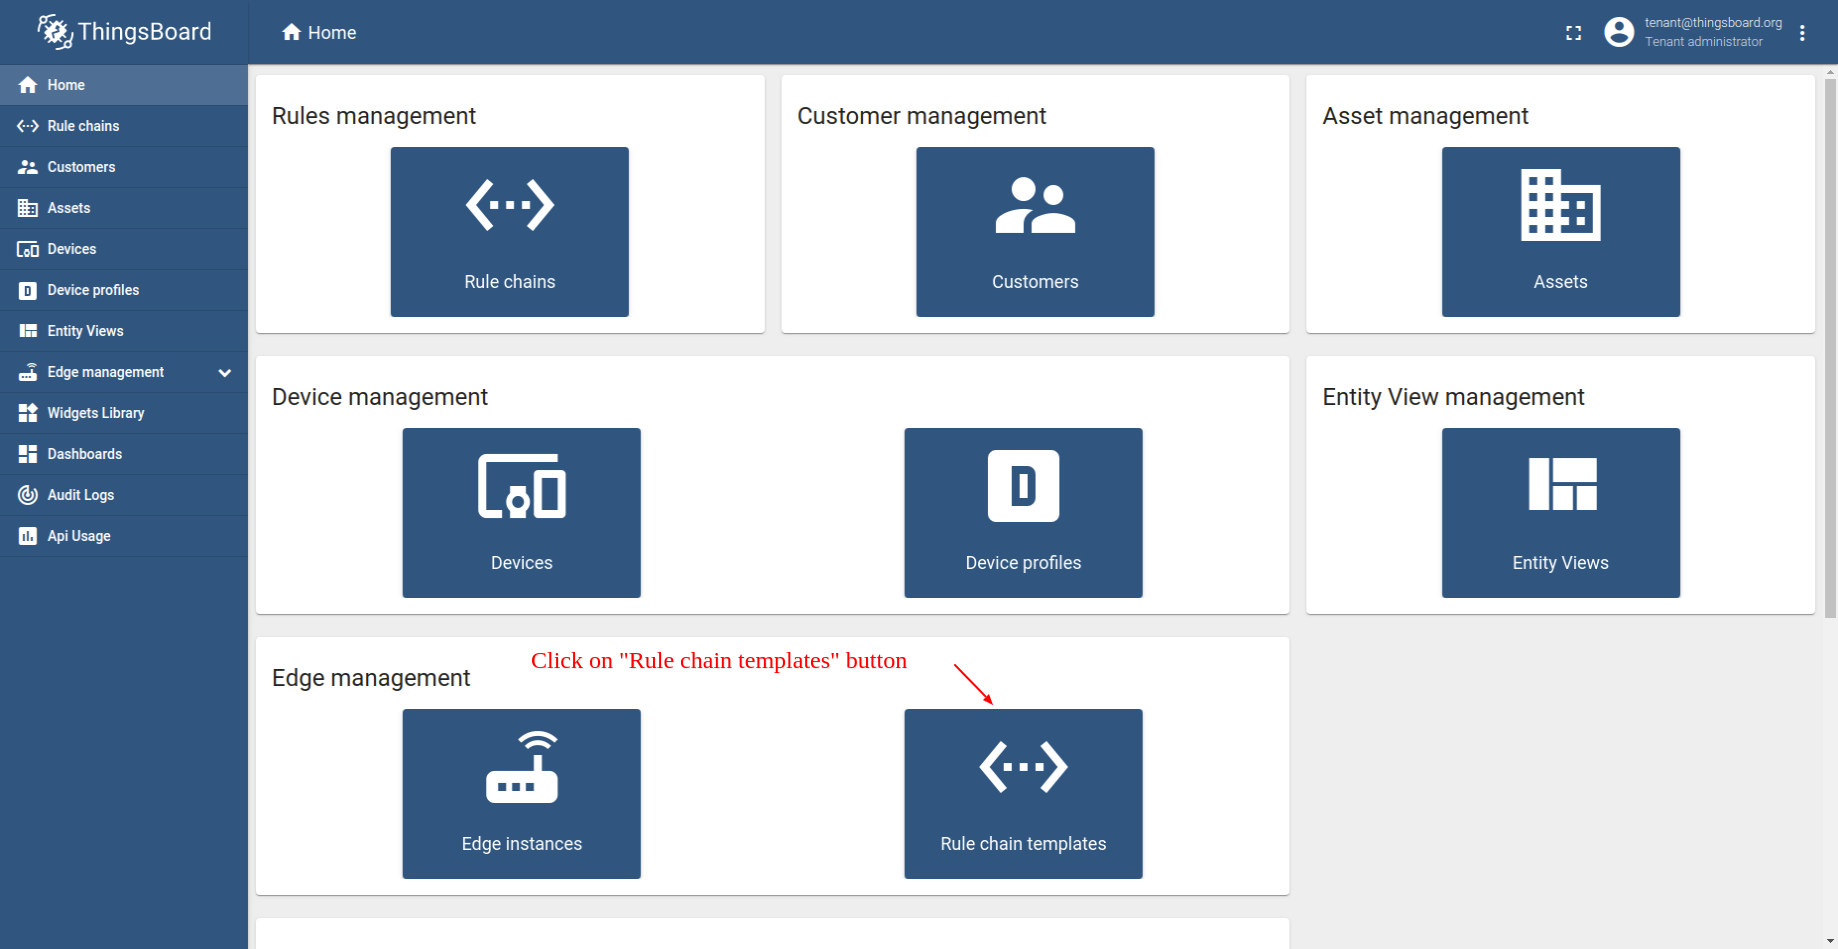 ThingsBoard
Home
tenant@thingsboard.org
Tenant administrator
Home
Rule chains
Customers
Assets
Devices
Device profiles
Entity Views
Edge management
Widgets Library
Dashboards
Audit Logs
Api Usage
Rules management
Rule chains
Customer management
Customers
Asset management
Assets
Device management
Devices
D
Device profiles
Entity View management
Entity Views
Edge management
Click on "Rule chain templates" button
Edge instances
Rule chain templates